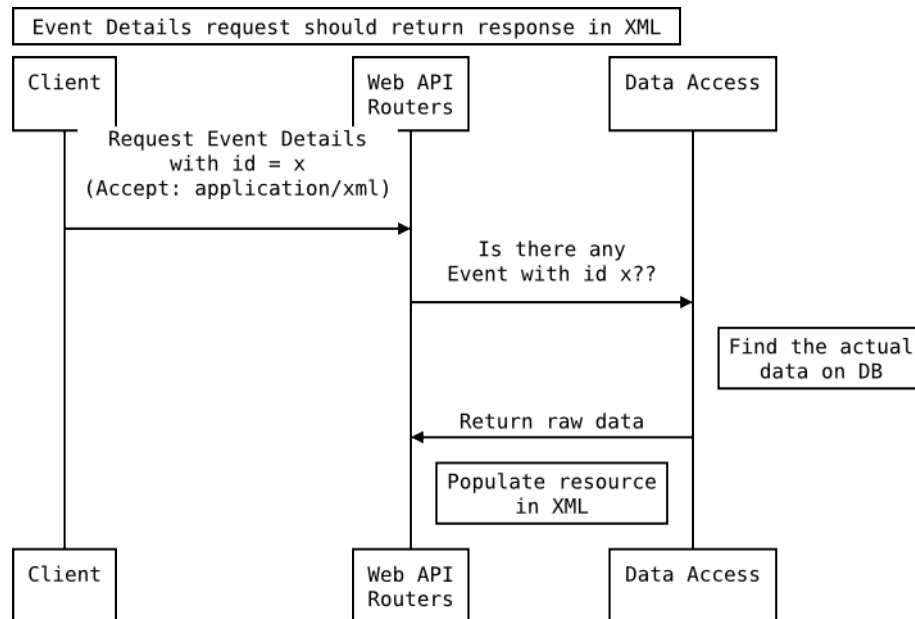 Event Details request should return response in XML
Client
Web API
Routers
Data Access
Request Event Details
with id = x
(Accept: application/xml)
Is there any
Event with id x??
Find the actual
data on DB
Return raw data
Populate resource
in XML
Client
Web API
Routers
Data Access